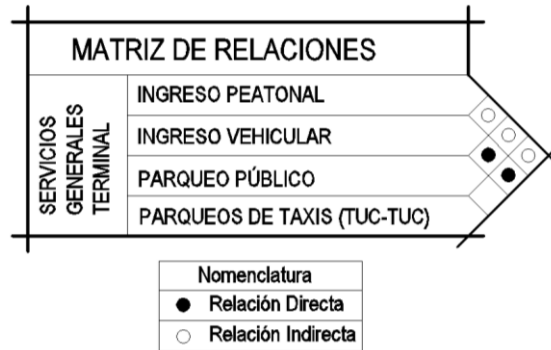 MATRIZ DE RELACIONES
SERVICIOS
GENERALES
TERMINAL
INGRESO PEATONAL
INGRESO VEHICULAR
PARQUEO PÚBLICO
PARQUEOS DE TAXIS (TUC-TUC)
Nomenclatura
Relación Directa
Relación Indirecta